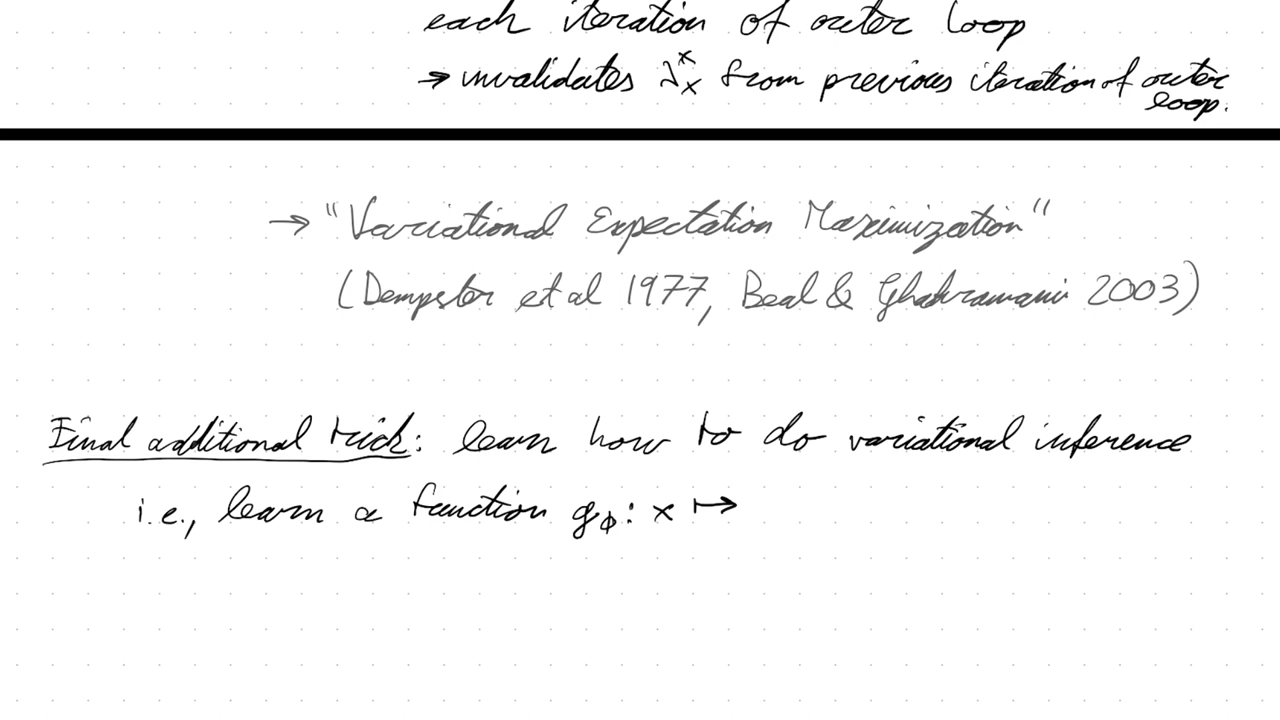 each iteration of outer loop
→ invalidates λ*ₓ from previous iteration of outer
loop.
→ "Variational Expectation Maximization"
(Dempster et al 1977, Beal & Ghahramani 2003)
Final additional trick: learn how to do variational inference
i.e., learn a function g_ϕ: x ↦